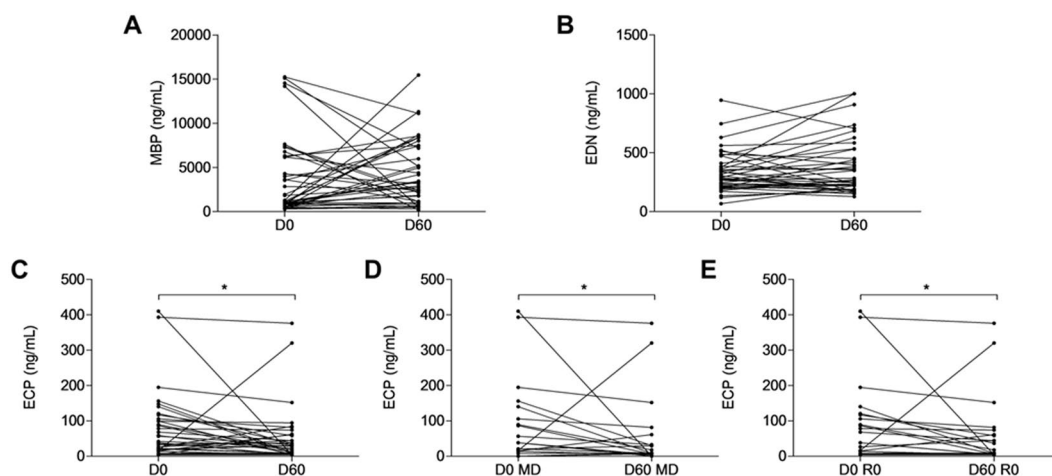 A
MBP (ng/mL)
20000
15000
10000
5000
0
D0 D60
B
EDN (ng/mL)
1500
1000
500
0
D0 D60
C
ECP (ng/mL)
500
400
300
200
100
0
*
D0 D60
D
ECP (ng/mL)
500
400
300
200
100
0
*
D0 MD D60 MD
E
ECP (ng/mL)
500
400
300
200
100
0
*
D0 R0 D60 R0